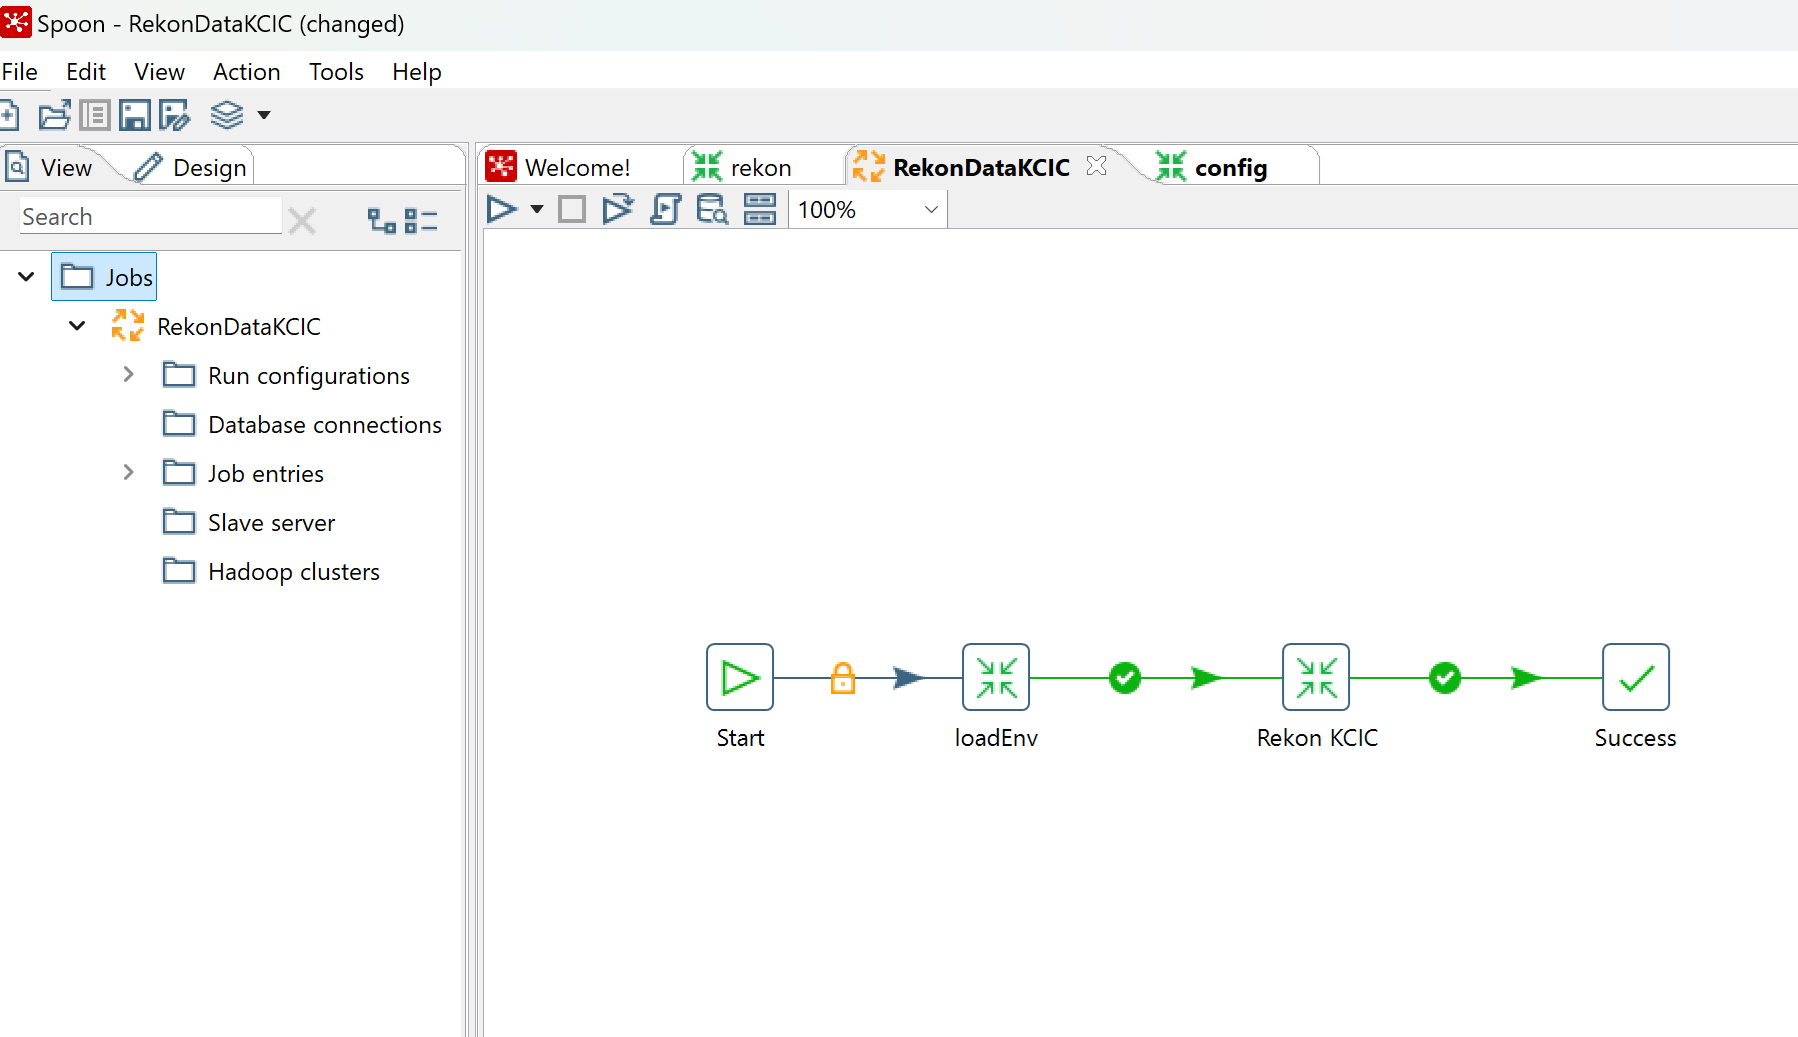 Spoon - RekonDataKCIC (changed)
File Edit View Action Tools Help
View Design
Welcome! rekon RekonDataKCIC config
Search
100%
Jobs
RekonDataKCIC
Run configurations
Database connections
Job entries
Slave server
Hadoop clusters
Start loadEnv Rekon KCIC Success